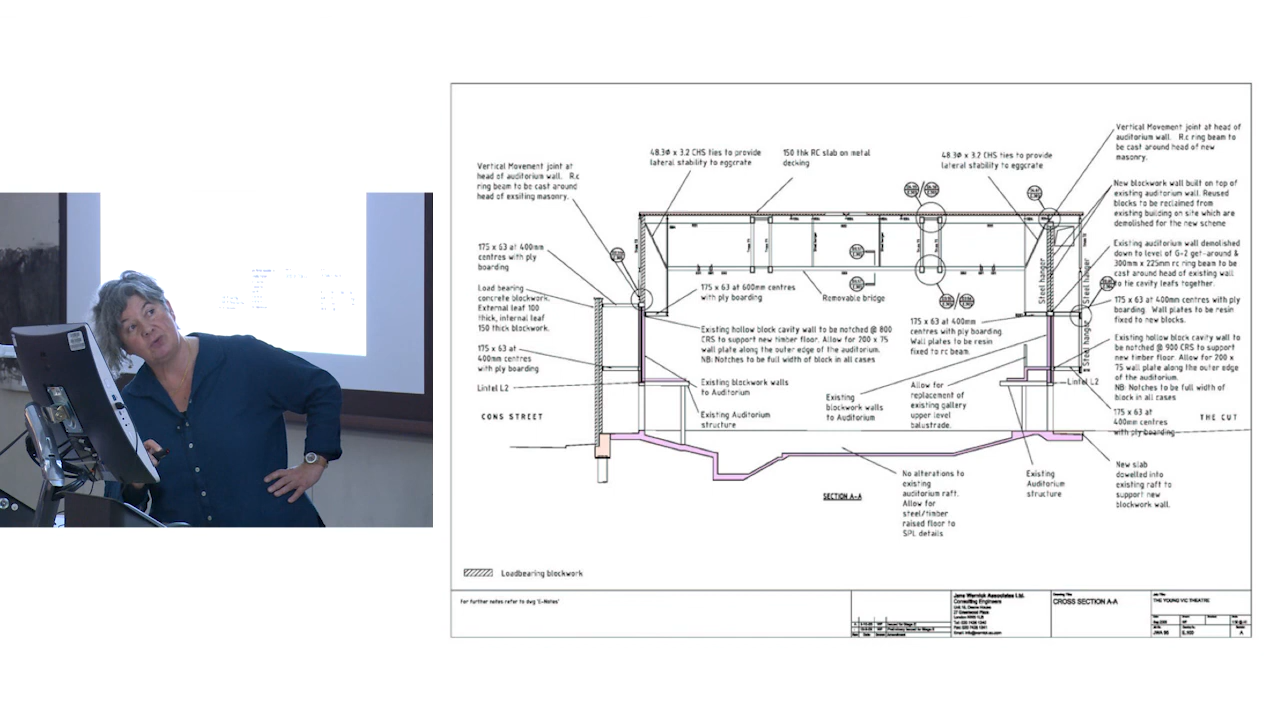 Vertical Movement joint at
head of auditorium wall. R.c
ring beam to be cast around
head of exsiting masonry.
48.3Φ x 3.2 CHS ties to provide
lateral stability to eggcrate
150 thk RC slab on metal
decking
48.3Φ x 3.2 CHS ties to provide
lateral stability to eggcrate
Vertical Movement joint at head of
auditorium wall. R.c ring beam to
be cast around head of new
masonry.
New blockwork wall built on top of
existing auditorium wall. Reused
blocks to be reclaimed from
existing building on site which are
demolished for the new scheme
Existing auditorium wall demolished
down to level of G-2 get-around &
300mm x 225mm rc ring beam to be
cast around head of existing wall
to tie cavity leafs together.
175 x 63 at 400mm centres with ply
boarding. Wall plates to be resin
fixed to new blocks.
Existing hollow block cavity wall to
be notched @ 900 CRS to support
new timber floor. Allow for 200 x
75 wall plate along the outer edge
of the auditorium.
NB: Notches to be full width of
block in all cases
175 x 63 at
400mm centres
with ply boarding
175 x 63 at 400mm
centres with ply
boarding
Load bearing
concrete blockwork.
External leaf 100
thick, internal leaf
150 thick blockwork.
175 x 63 at
400mm centres
with ply boarding
Lintel L2
CONS STREET
175 x 63 at 600mm centres
with ply boarding
Removable bridge
Existing hollow block cavity wall to be notched @ 800
CRS to support new timber floor. Allow for 200 x 75
wall plate along the outer edge of the auditorium.
NB: Notches to be full width of block in all cases
Existing blockwork walls
to Auditorium
Existing Auditorium
structure
175 x 63 at 400mm
centres with ply boarding.
Wall plates to be resin
fixed to rc beam.
Existing
blockwork walls
to Auditorium
Allow for
replacement of
existing gallery
upper level
balustrade.
Steel hanger
Steel hanger
Steel hanger
Lintel L2
THE CUT
No alterations to
existing
auditorium raft.
Allow for
steel/timber
raised floor to
SPL details
Existing
Auditorium
structure
New slab
dowelled into
existing raft to
support new
blockwork wall.
SECTION A-A
Loadbearing blockwork
For further notes refer to dwg 'E-Notes'
Jane Wernick Associates Ltd.
Consulting Engineers
CROSS SECTION A-A
THE YOUNG VIC THEATRE
JWA 96
A